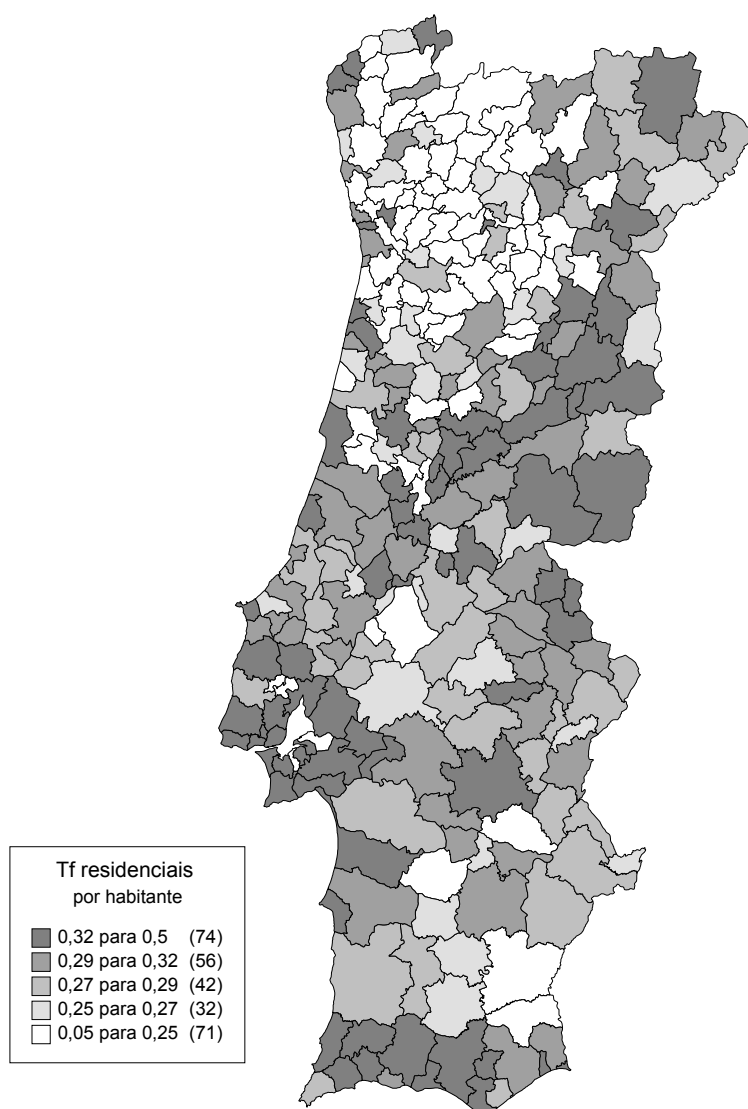 Tf residenciais
por habitante
0,32 para 0,5 (74)
0,29 para 0,32 (56)
0,27 para 0,29 (42)
0,25 para 0,27 (32)
0,05 para 0,25 (71)